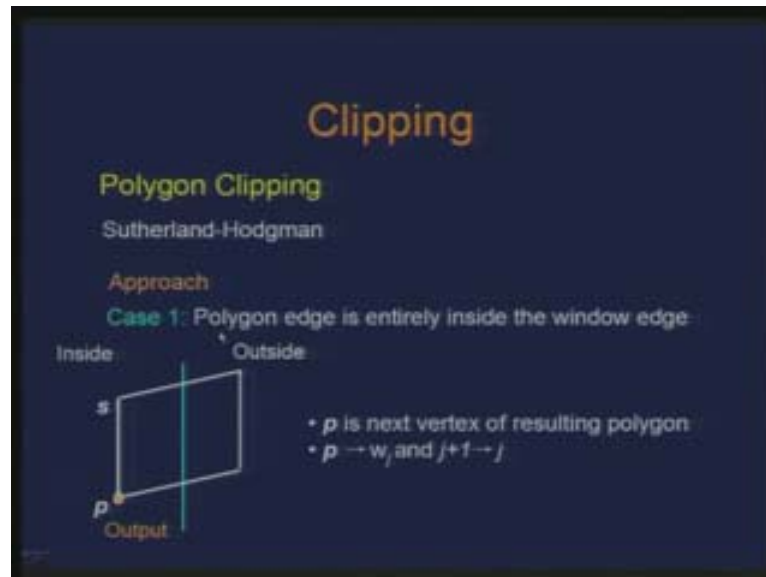 Clipping
Polygon Clipping
Sutherland-Hodgman
Approach
Case 1: Polygon edge is entirely inside the window edge
Inside
Outside
s
• p is next vertex of resulting polygon
• p → wj and j+1→ j
p
Output